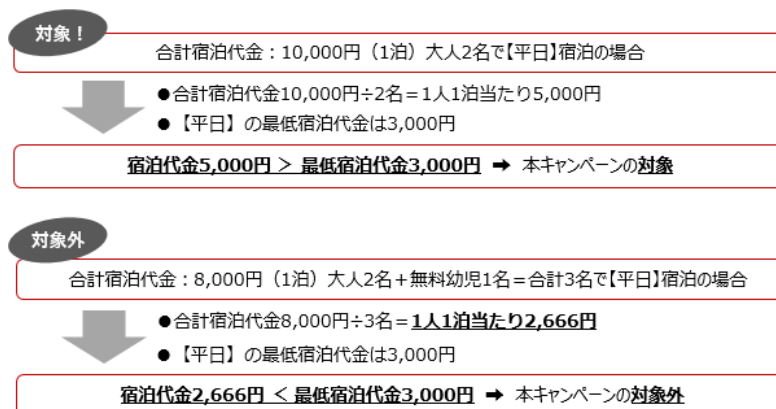 対象！
合計宿泊代金：10,000円（1泊）大人2名で【平日】宿泊の場合
●合計宿泊代金10,000円÷2名＝1人1泊当たり5,000円
●【平日】の最低宿泊代金は3,000円
宿泊代金5,000円 ＞ 最低宿泊代金3,000円 ➡ 本キャンペーンの対象
対象外
合計宿泊代金：8,000円（1泊）大人2名＋無料幼児1名＝合計3名で【平日】宿泊の場合
●合計宿泊代金8,000円÷3名＝1人1泊当たり2,666円
●【平日】の最低宿泊代金は3,000円
宿泊代金2,666円 ＜ 最低宿泊代金3,000円 ➡ 本キャンペーンの対象外